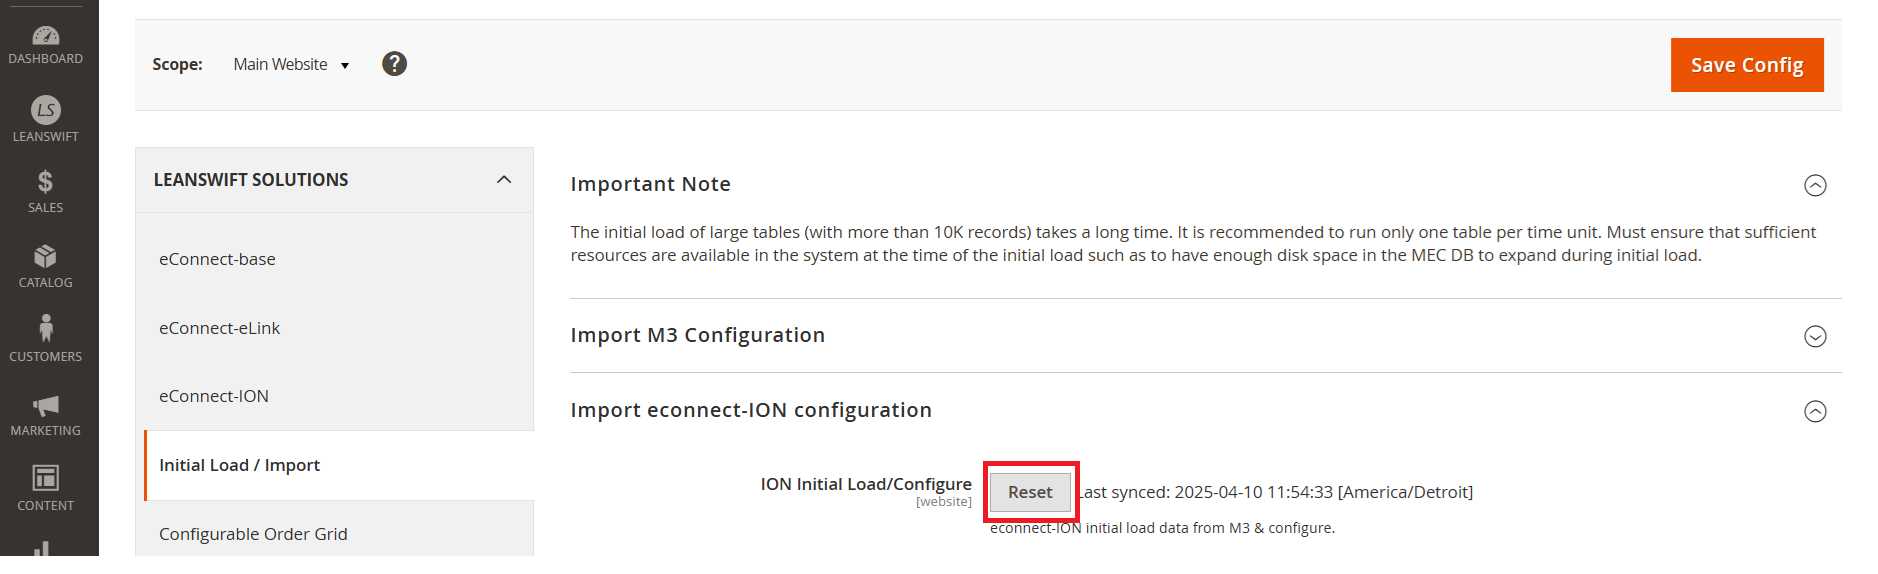 DASHBOARD
LS
LEANSWIFT
SALES
CATALOG
CUSTOMERS
MARKETING
CONTENT
Scope: Main Website ?
Save Config
LEANSWIFT SOLUTIONS
eConnect-base
eConnect-eLink
eConnect-ION
Initial Load / Import
Configurable Order Grid
Important Note
The initial load of large tables (with more than 10K records) takes a long time. It is recommended to run only one table per time unit. Must ensure that sufficient
resources are available in the system at the time of the initial load such as to have enough disk space in the MEC DB to expand during initial load.
Import M3 Configuration
Import econnect-ION configuration
ION Initial Load/Configure
[website]
Reset Last synced: 2025-04-10 11:54:33 [America/Detroit]
econnect-ION initial load data from M3 & configure.